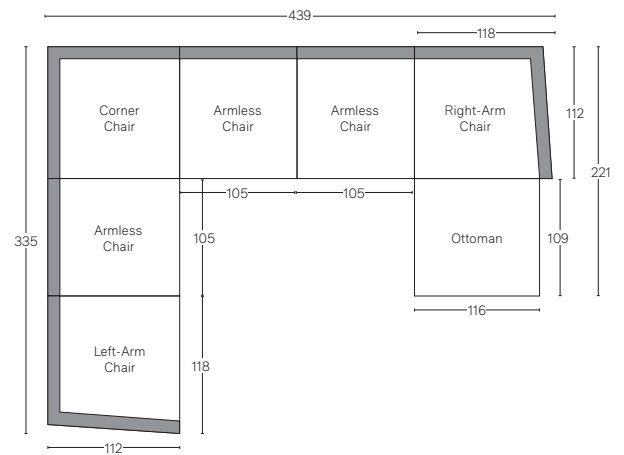 439
118
Corner
Chair
Armless
Chair
Armless
Chair
Right-Arm
Chair
112
221
105
105
335
Armless
Chair
105
Ottoman
109
116
Left-Arm
Chair
118
112